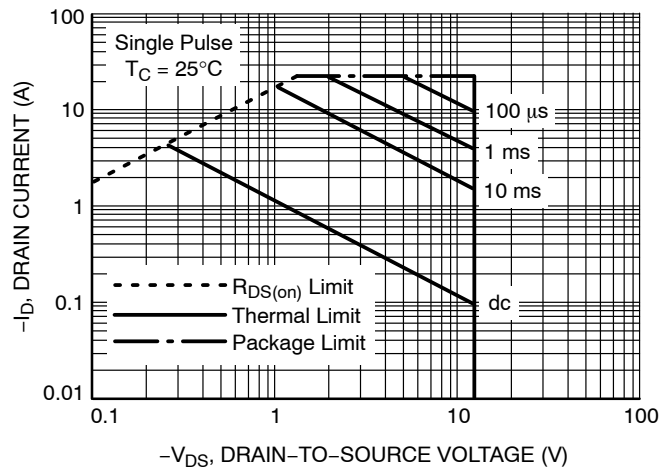 100
10
1
0.1
0.01
−I_D, DRAIN CURRENT (A)
Single Pulse
T_C = 25°C
100 μs
1 ms
10 ms
dc
R_DS(on) Limit
Thermal Limit
Package Limit
0.1
1
10
100
−V_DS, DRAIN−TO−SOURCE VOLTAGE (V)